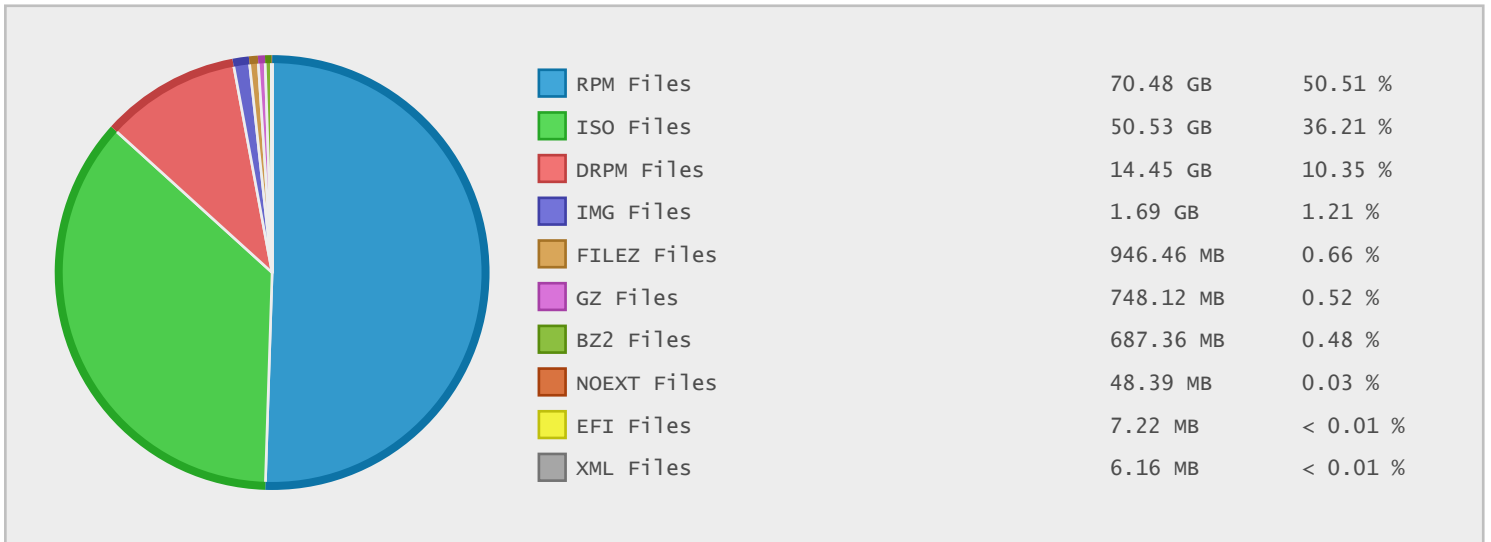 RPM Files 70.48 GB 50.51 %
ISO Files 50.53 GB 36.21 %
DRPM Files 14.45 GB 10.35 %
IMG Files 1.69 GB 1.21 %
FILEZ Files 946.46 MB 0.66 %
GZ Files 748.12 MB 0.52 %
BZ2 Files 687.36 MB 0.48 %
NOEXT Files 48.39 MB 0.03 %
EFI Files 7.22 MB < 0.01 %
XML Files 6.16 MB < 0.01 %